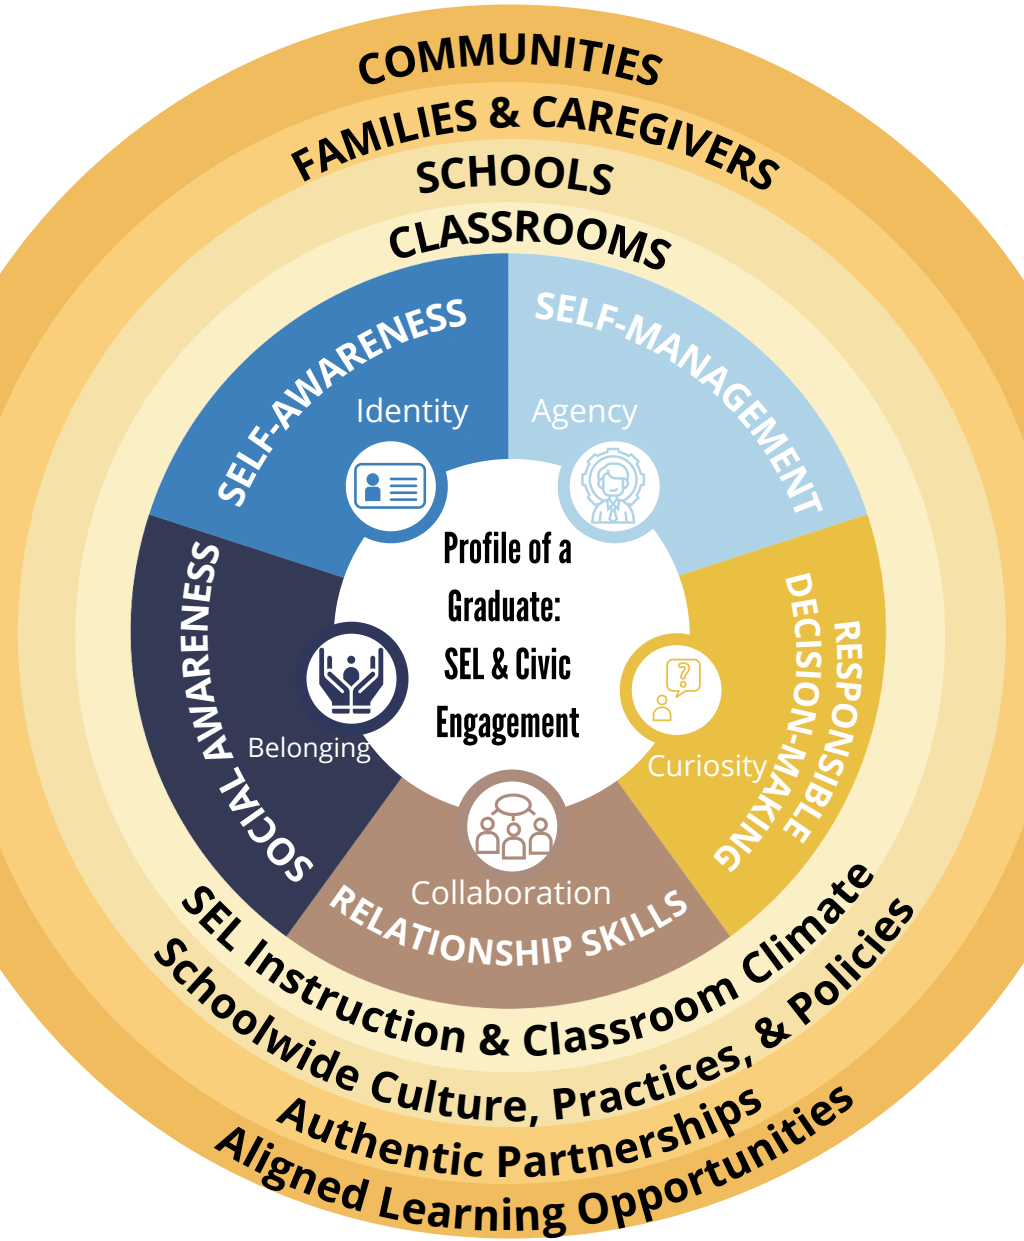 COMMUNITIES
FAMILIES & CAREGIVERS
SCHOOLS
CLASSROOMS
SELF-AWARENESS
Identity
SELF-MANAGEMENT
Agency
Profile of a
Graduate:
SEL & Civic
Engagement
SOCIAL AWARENESS
Belonging
RESPONSIBLE
DECISION-MAKING
Curiosity
?
Collaboration
RELATIONSHIP SKILLS
SEL Instruction & Classroom Climate
Schoolwide Culture, Practices, & Policies
Authentic Partnerships
Aligned Learning Opportunities